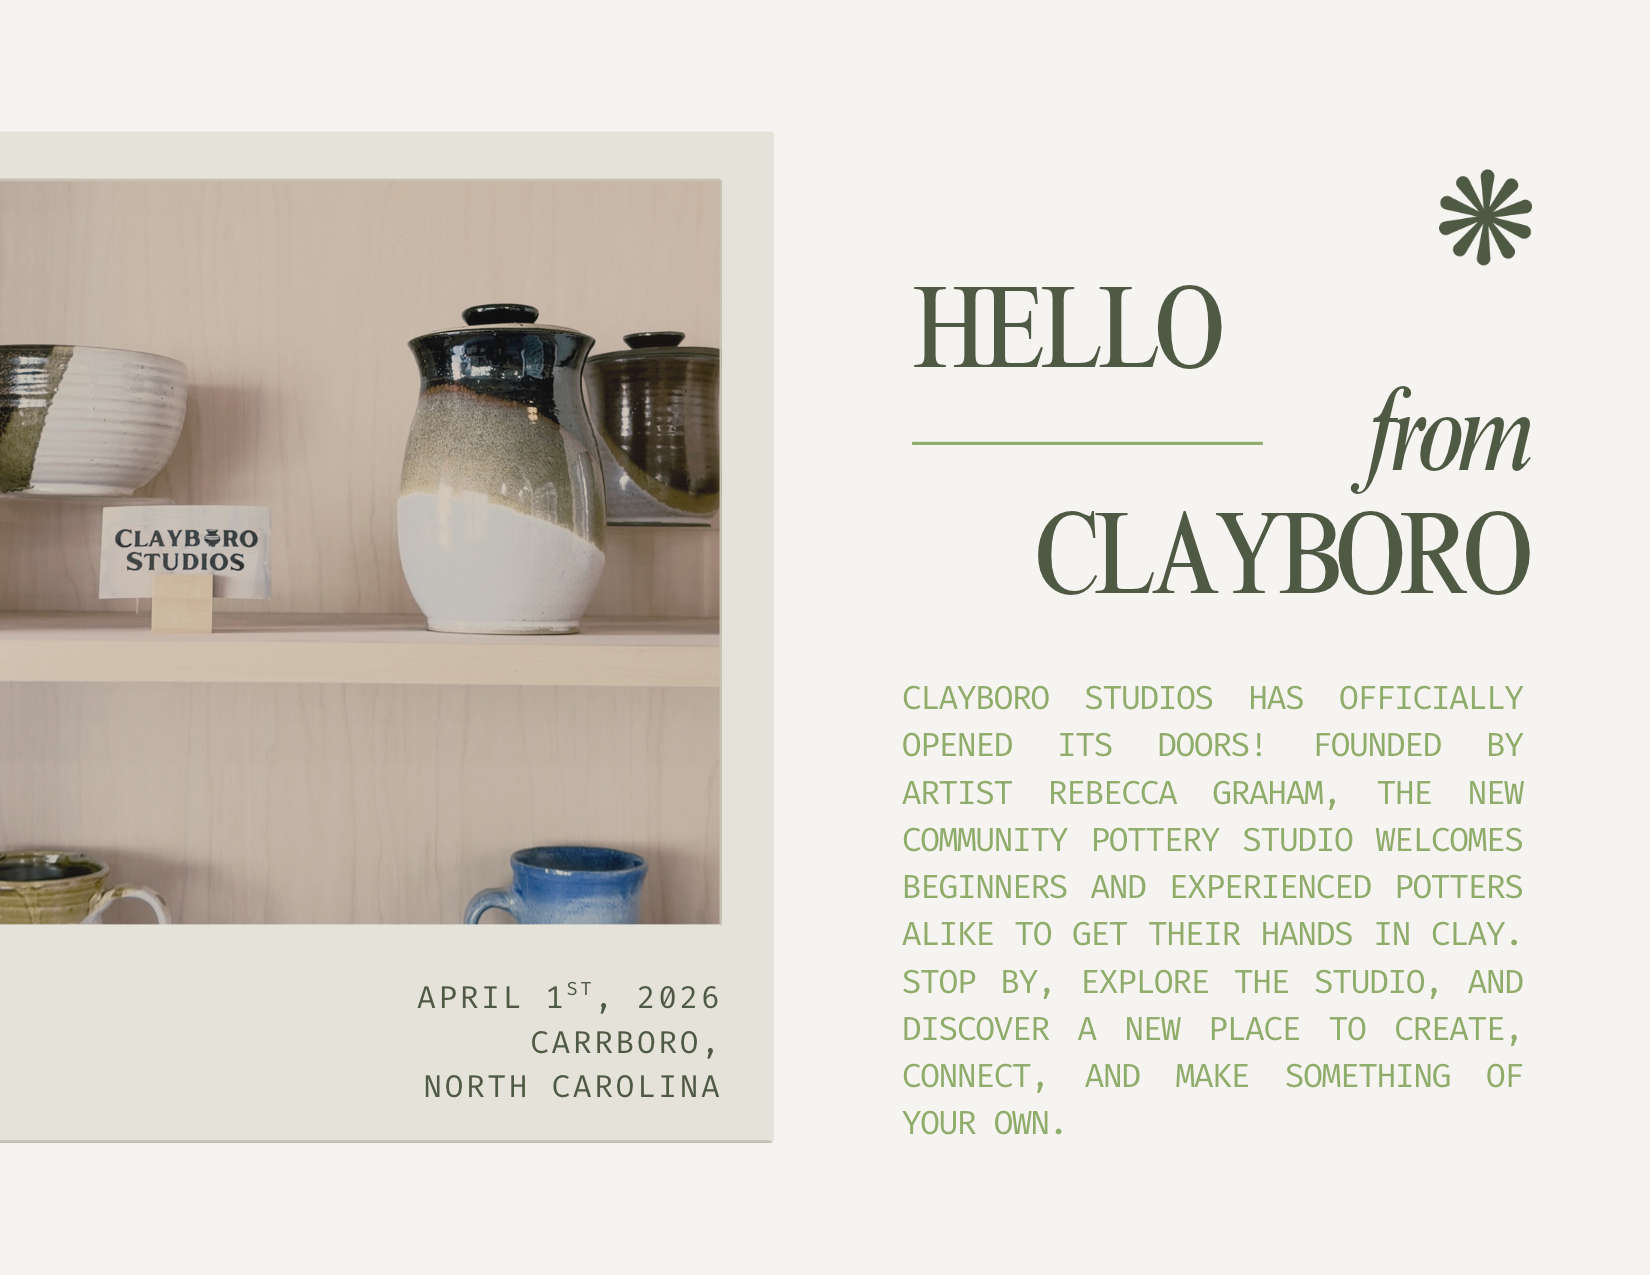 HELLO
from
CLAYBORO
CLAYBORO STUDIOS HAS OFFICIALLY
OPENED ITS DOORS! FOUNDED BY
ARTIST REBECCA GRAHAM, THE NEW
COMMUNITY POTTERY STUDIO WELCOMES
BEGINNERS AND EXPERIENCED POTTERS
ALIKE TO GET THEIR HANDS IN CLAY.
STOP BY, EXPLORE THE STUDIO, AND
DISCOVER A NEW PLACE TO CREATE,
CONNECT, AND MAKE SOMETHING OF
YOUR OWN.
CLAYBORO
STUDIOS
APRIL 1ST, 2026
CARRBORO,
NORTH CAROLINA